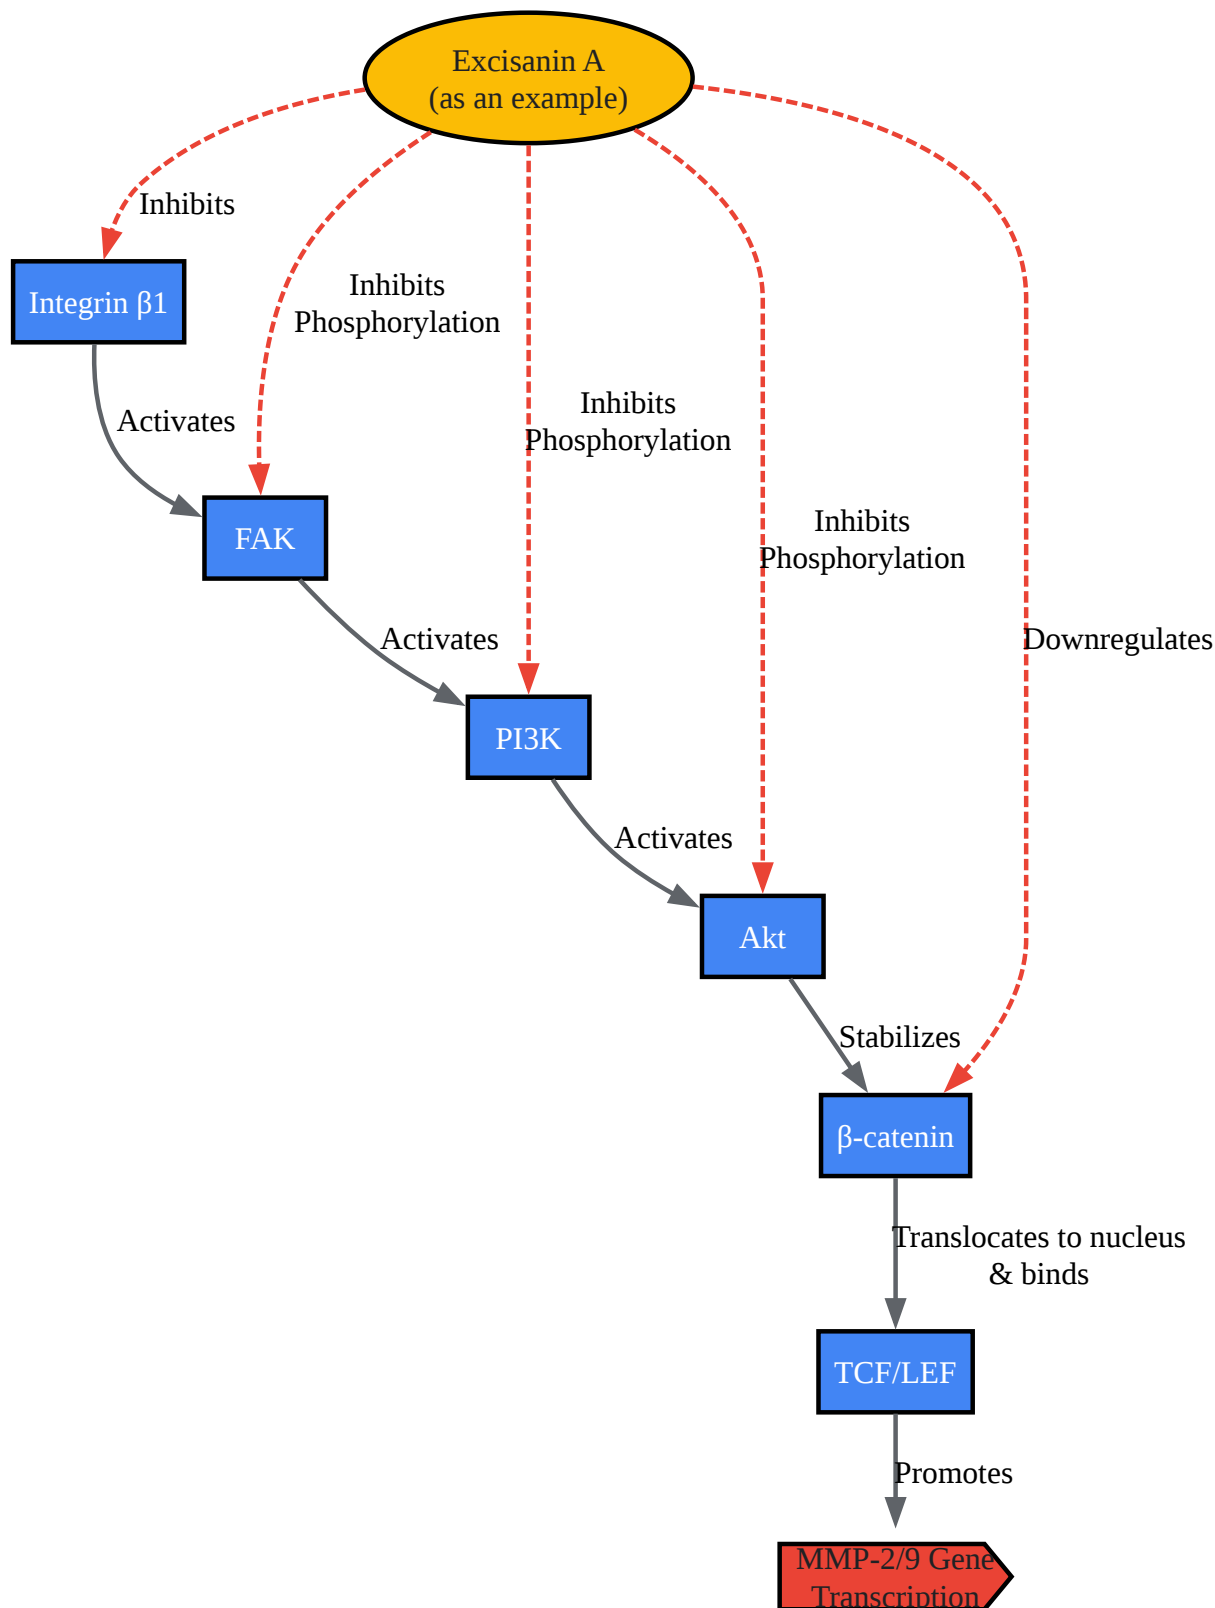 Excisanin A
(as an example)
Inhibits
Integrin β1
Inhibits
Phosphorylation
Activates
Inhibits
Phosphorylation
FAK
Inhibits
Phosphorylation
Activates
Downregulates
PI3K
Activates
Akt
Stabilizes
β-catenin
Translocates to nucleus
& binds
TCF/LEF
Promotes
MMP-2/9 Gene
Transcription